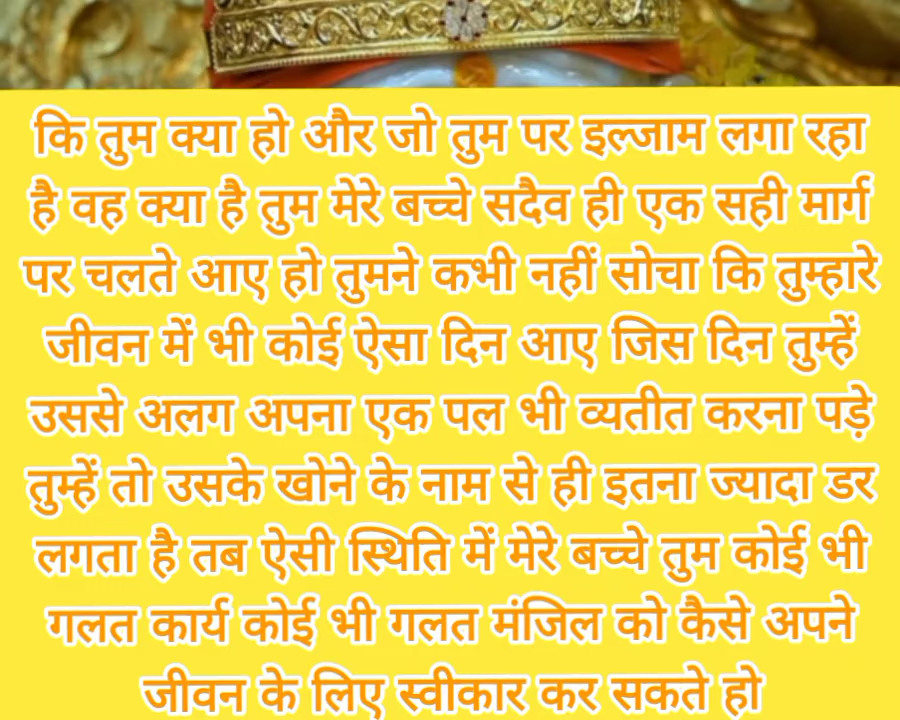 कि तुम क्या हो और जो तुम पर इल्जाम लगा रहा
है वह क्या है तुम मेरे बच्चे सदैव ही एक सही मार्ग
पर चलते आए हो तुमने कभी नहीं सोचा कि तुम्हारे
जीवन में भी कोई ऐसा दिन आए जिस दिन तुम्हें
उससे अलग अपना एक पल भी व्यतीत करना पड़े
तुम्हें तो उसके खोने के नाम से ही इतना ज्यादा डर
लगता है तब ऐसी स्थिति में मेरे बच्चे तुम कोई भी
गलत कार्य कोई भी गलत मंजिल को कैसे अपने
जीवन के लिए स्वीकार कर सकते हो